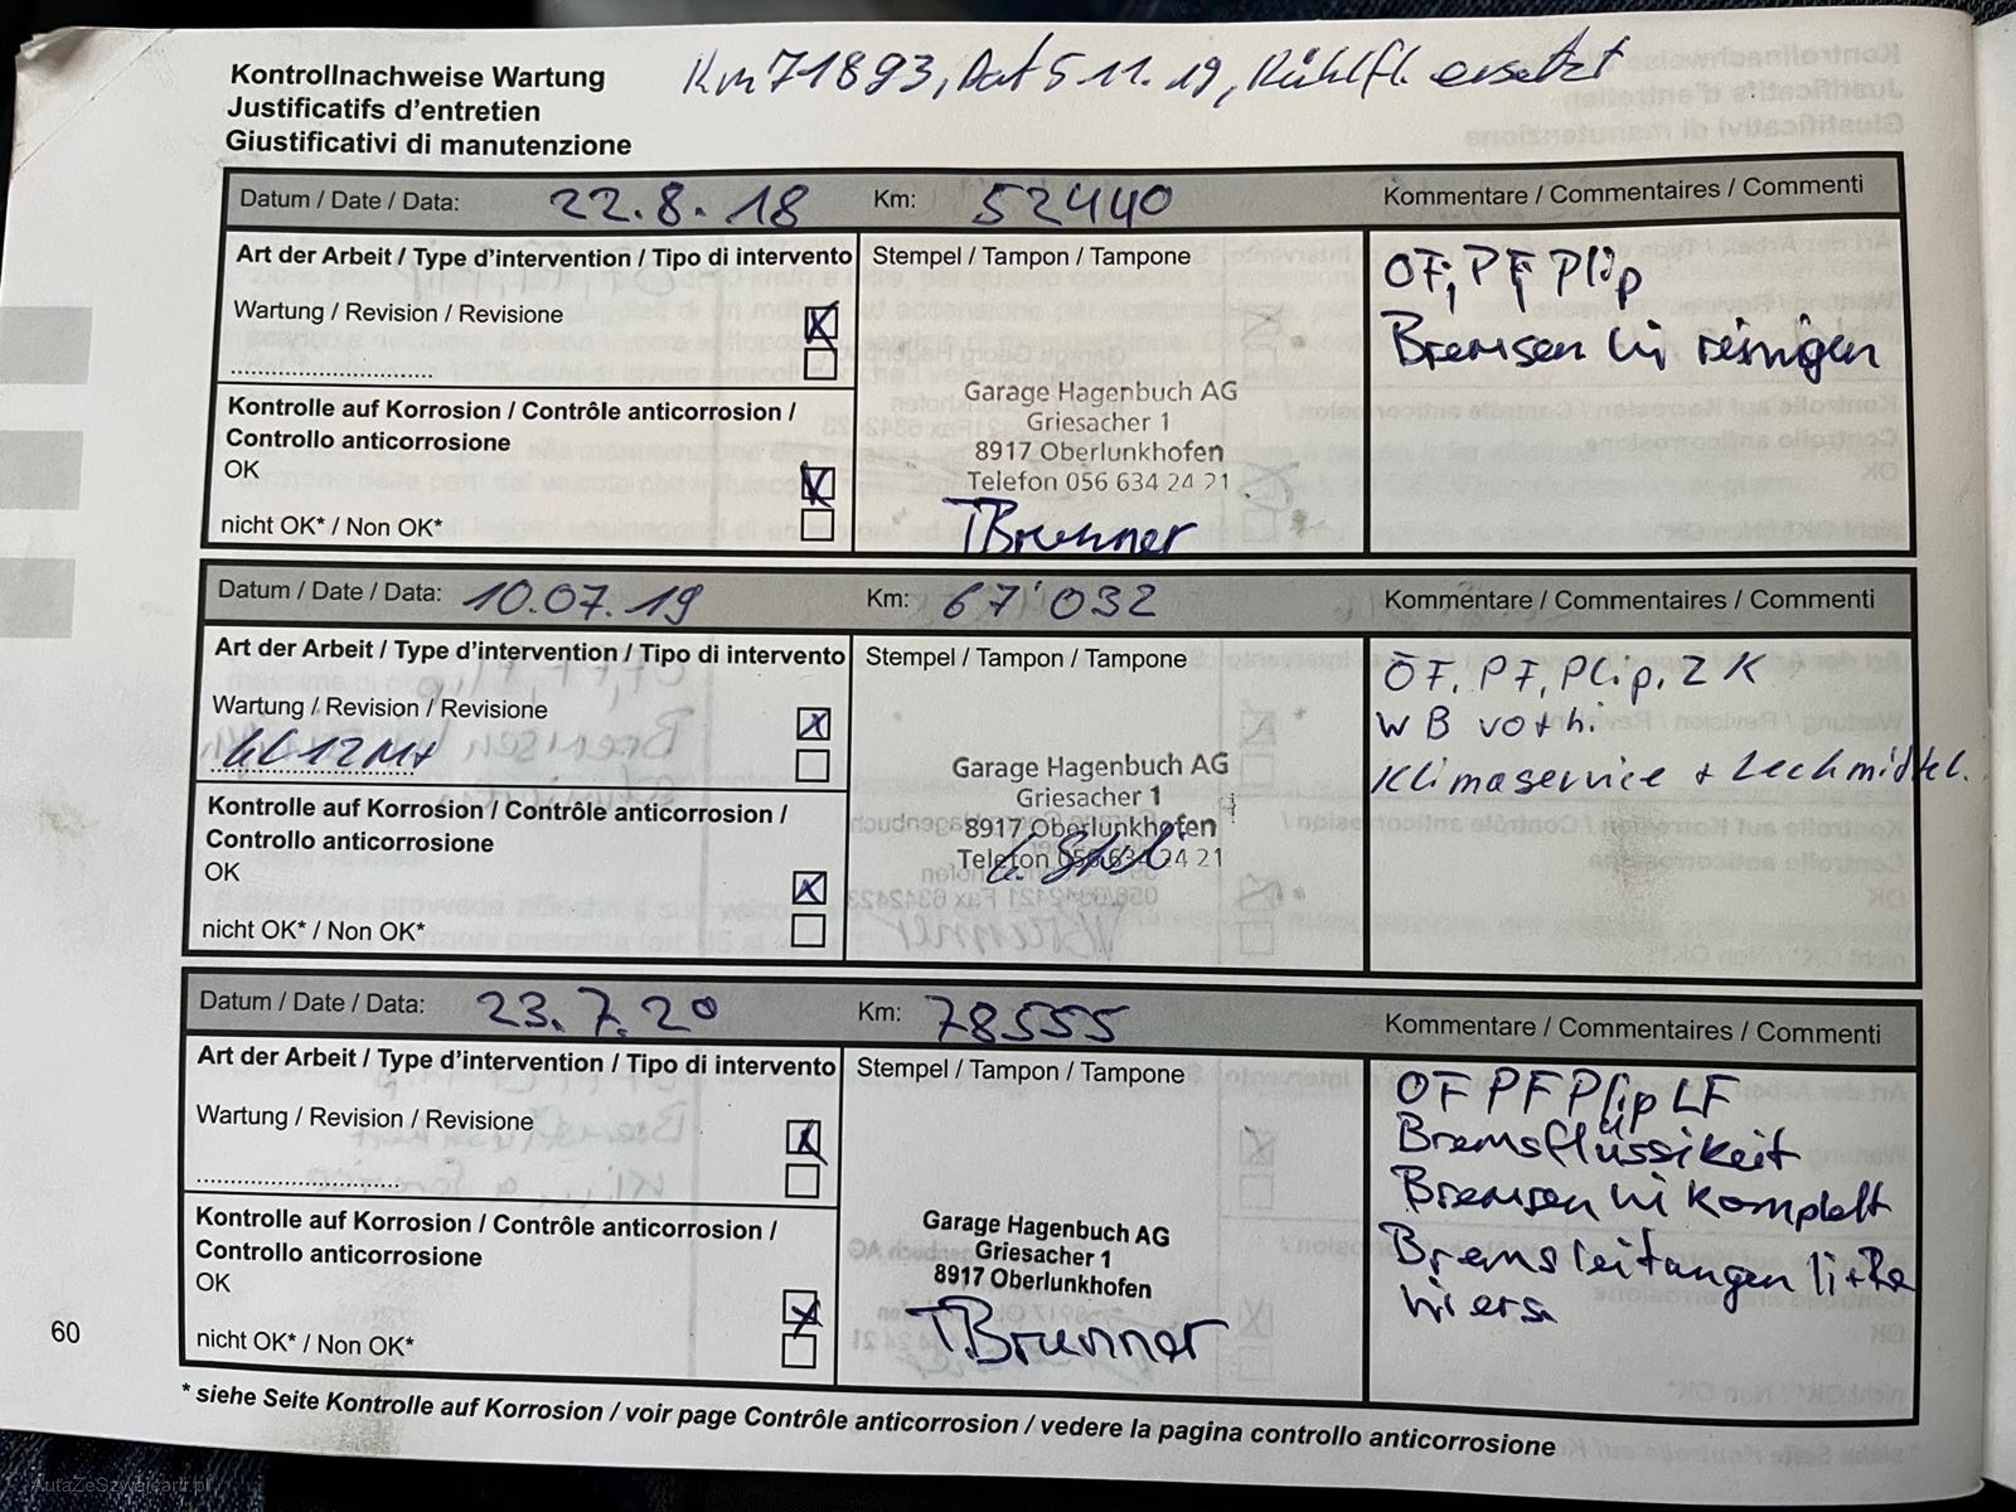 Kontrollnachweise Wartung
Justificatifs d'entretien
Giustificativi di manutenzione
Km 71893, Dat 5 11. 19, Kühlfl. ersetzt
Datum / Date / Data: 22.8.18 Km: 52440 Kommentare / Commentaires / Commenti
Art der Arbeit / Type d'intervention / Tipo di intervento
Wartung / Revision / Revisione
Kontrolle auf Korrosion / Contrôle anticorrosion /
Controllo anticorrosione
OK
nicht OK* / Non OK*
Stempel / Tampon / Tampone
Garage Hagenbuch AG
Griesacher 1
8917 Oberlunkhofen
Telefon 056 634 24 21
TBrunner
OF, PF Plip
Bremsen hi reinigen
Datum / Date / Data: 10.07.19 Km: 67'032 Kommentare / Commentaires / Commenti
Art der Arbeit / Type d'intervention / Tipo di intervento
Wartung / Revision / Revisione
Kontrolle auf Korrosion / Contrôle anticorrosion /
Controllo anticorrosione
OK
nicht OK* / Non OK*
Stempel / Tampon / Tampone
Garage Hagenbuch AG
Griesacher 1
8917 Oberlunkhofen
Telefon 056 634 24 21
ÖF, PF, Plip, ZK
WB vo + hi
Klimaservice + Leckmittel.
Datum / Date / Data: 23.7.20 Km: 78555 Kommentare / Commentaires / Commenti
Art der Arbeit / Type d'intervention / Tipo di intervento
Wartung / Revision / Revisione
Kontrolle auf Korrosion / Contrôle anticorrosion /
Controllo anticorrosione
OK
nicht OK* / Non OK*
Stempel / Tampon / Tampone
Garage Hagenbuch AG
Griesacher 1
8917 Oberlunkhofen
TBrunner
OF PF Plip LF
Bremsflüssikeit
Bremsen hi komplett
Bremsleitungen li + Re
hi ers
60
* siehe Seite Kontrolle auf Korrosion / voir page Contrôle anticorrosion / vedere la pagina controllo anticorrosione
AutaZeSzwajcarii.pl